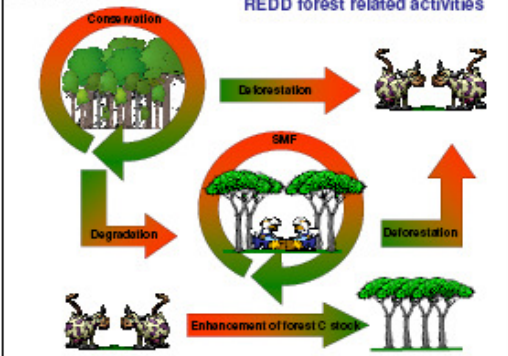 REDD forest related activities
Conservation
Deforestation
SMF
Degradation
Deforestation
Enhancement of forest C stock